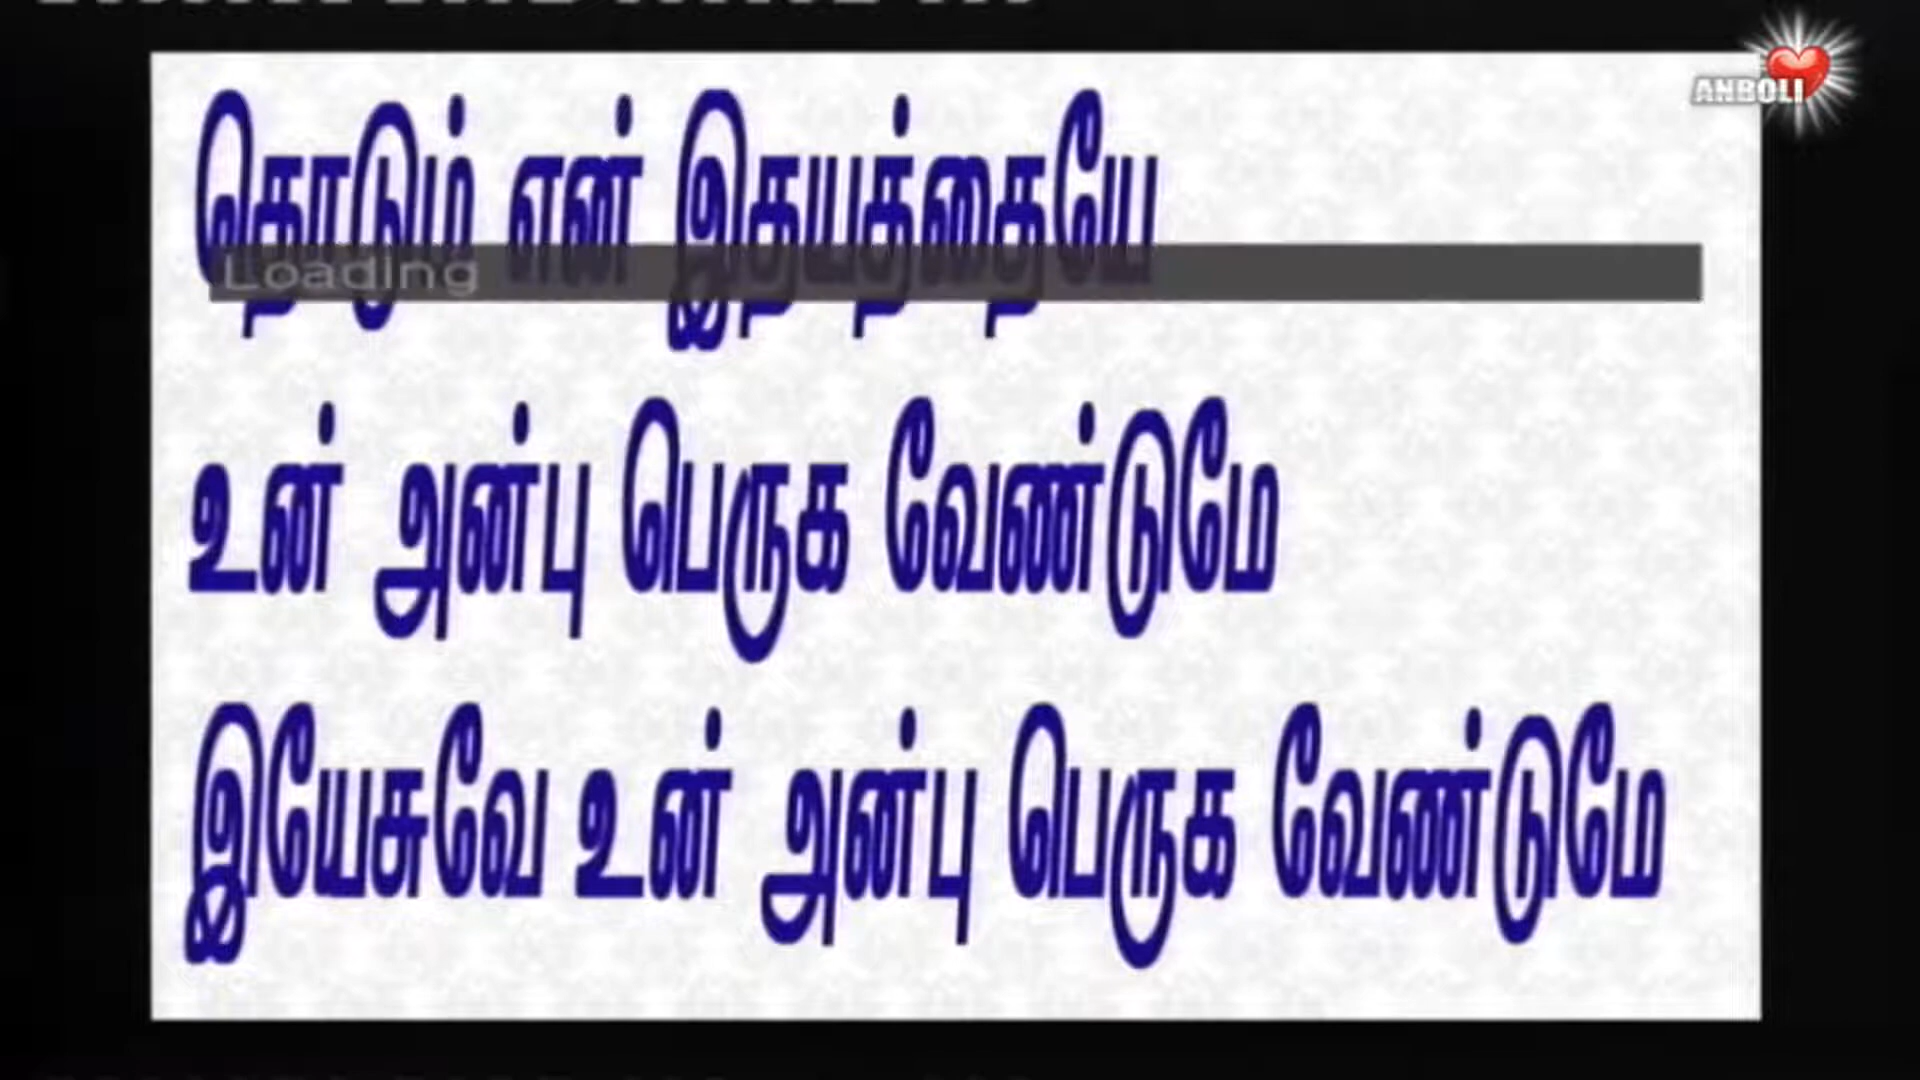 ANBOLI
தொடும் என் இதயத்தையே
Loading
உன் அன்பு பெருக வேண்டுமே
இயேசுவே உன் அன்பு பெருக வேண்டுமே